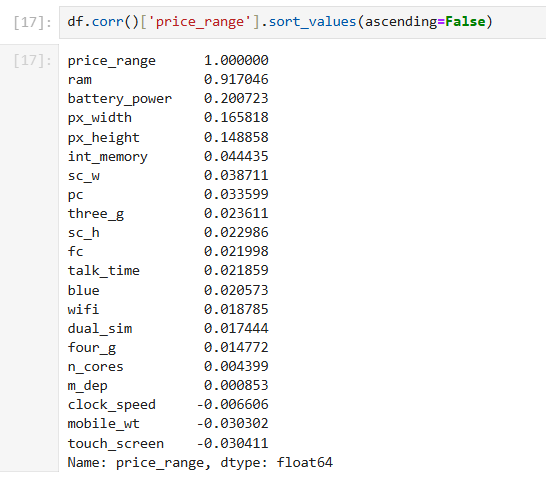 [17]: df.corr()['price_range'].sort_values(ascending=False)
[17]: price_range 1.000000
ram 0.917046
battery_power 0.200723
px_width 0.165818
px_height 0.148858
int_memory 0.044435
sc_w 0.038711
pc 0.033599
three_g 0.023611
sc_h 0.022986
fc 0.021998
talk_time 0.021859
blue 0.020573
wifi 0.018785
dual_sim 0.017444
four_g 0.014772
n_cores 0.004399
m_dep 0.000853
clock_speed -0.006606
mobile_wt -0.030302
touch_screen -0.030411
Name: price_range, dtype: float64